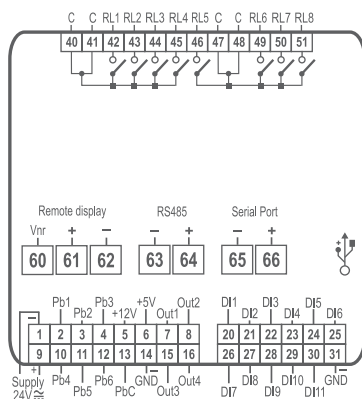 C C RL1 RL2 RL3 RL4 RL5 C C RL6 RL7 RL8
40 41 42 43 44 45 46 47 48 49 50 51
Remote display RS485 Serial Port
Vnr + − − + − +
60 61 62 63 64 65 66
Pb1 Pb3 +5V Out2 DI1 DI3 DI5
Pb2 +12V Out1 DI2 DI4 DI6
− 1 2 3 4 5 6 7 8 20 21 22 23 24 25
+ 9 10 11 12 13 14 15 16 26 27 28 29 30 31
Supply Pb4 Pb6 GND − Out4 DI8 DI10 GND −
24V ≂ Pb5 PbC Out3 DI7 DI9 DI11